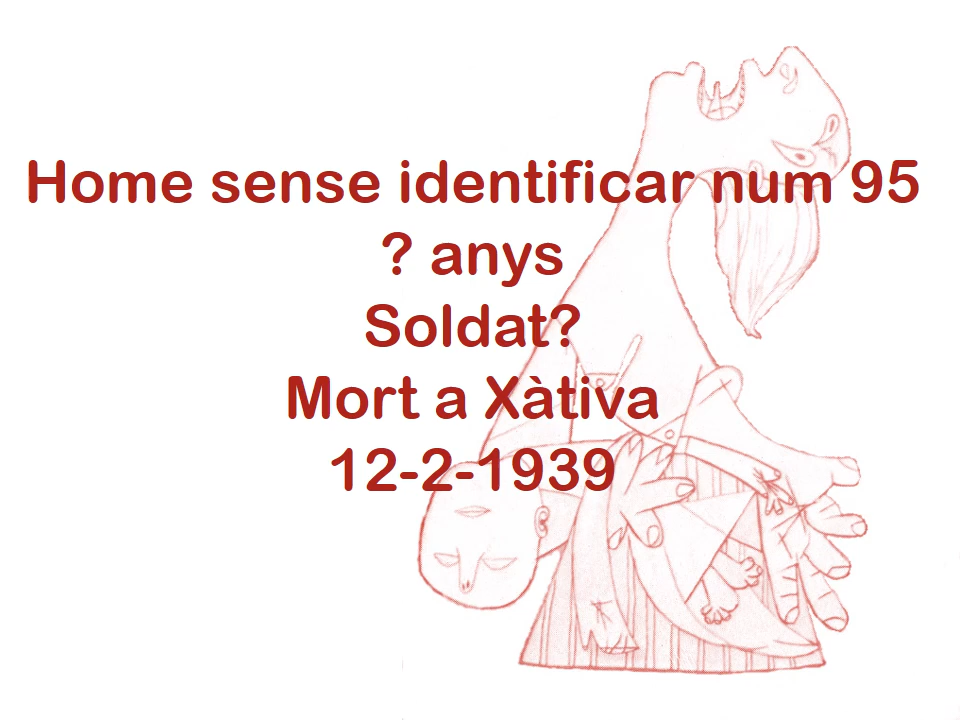 Home sense identificar num 95
? anys
Soldat?
Mort a Xàtiva
12-2-1939